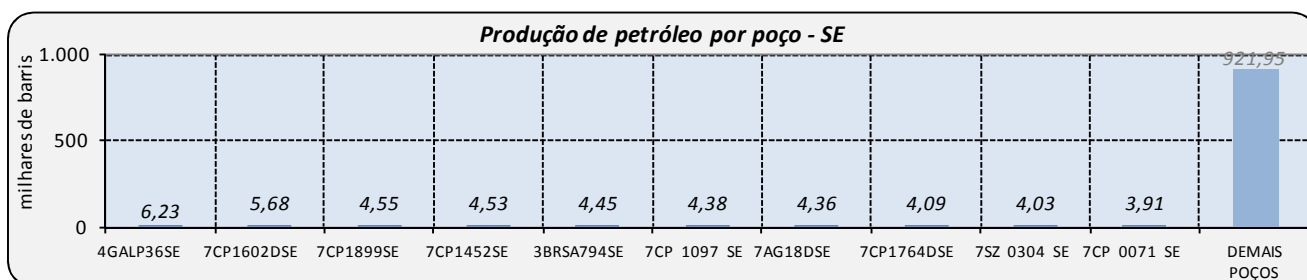 Produção de petróleo por poço - SE
milhares de barris
1.000
500
0
6,23 5,68 4,55 4,53 4,45 4,38 4,36 4,09 4,03 3,91 921,95
4GALP36SE 7CP1602DSE 7CP1899SE 7CP1452SE 3BRSA794SE 7CP 1097 SE 7AG18DSE 7CP1764DSE 7SZ 0304 SE 7CP 0071 SE DEMAIS
POÇOS